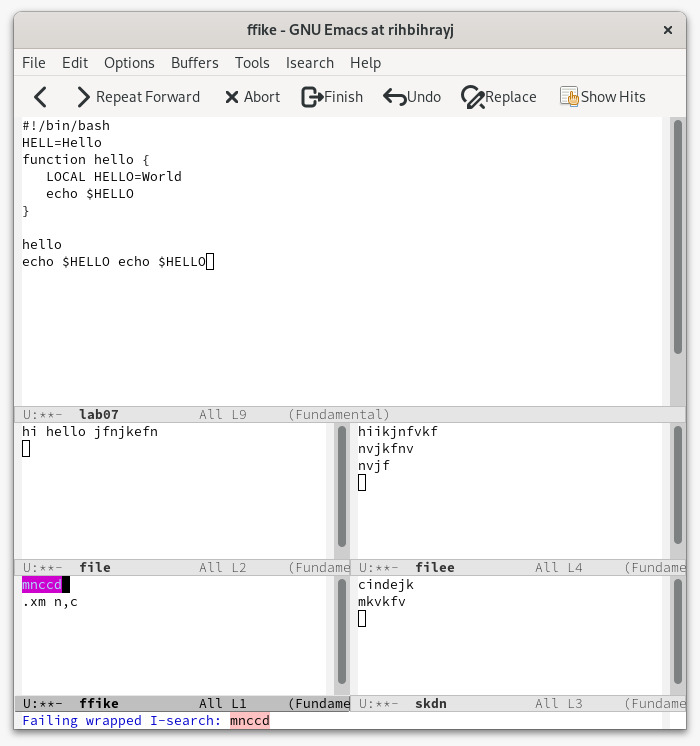 ffike - GNU Emacs at rihbihrayj ×
File Edit Options Buffers Tools Isearch Help
Repeat Forward Abort Finish Undo Replace Show Hits
#!/bin/bash
HELL=Hello
function hello {
   LOCAL HELLO=World
   echo $HELLO
}
hello
echo $HELLO echo $HELLO
U:**-  lab07          All L9     (Fundamental)
hi hello jfnjkefn
U:**-  file           All L2     (Fundame
hiikjnfvkf
nvjkfnv
nvjf
U:**-  filee          All L4     (Fundame
mnccd
.xm n,c
U:**-  ffike          All L1     (Fundame
cindejk
mkvkfv
U:**-  skdn           All L3     (Fundame
Failing wrapped I-search: mnccd